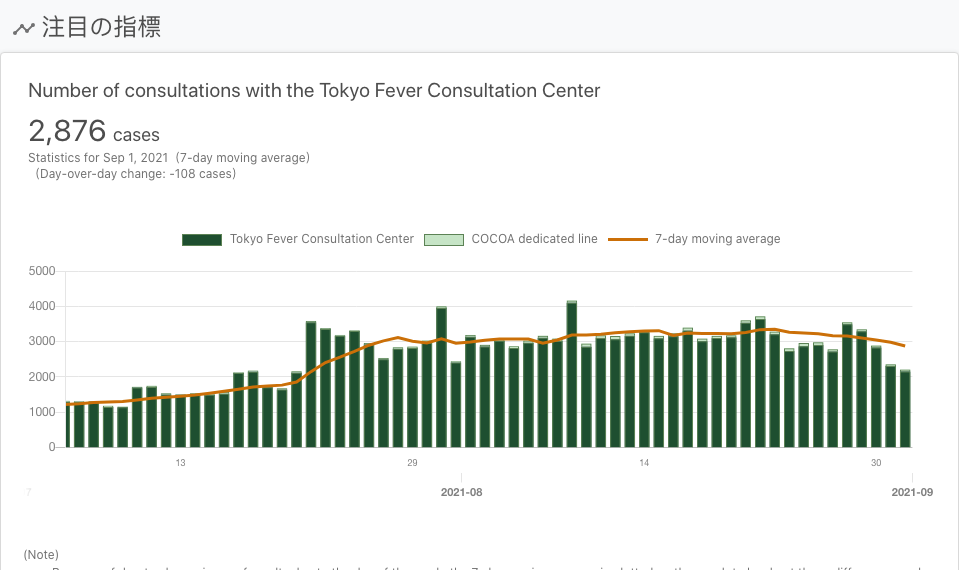 注目の指標
Number of consultations with the Tokyo Fever Consultation Center
2,876 cases
Statistics for Sep 1, 2021 (7-day moving average)
(Day-over-day change: -108 cases)
Tokyo Fever Consultation Center COCOA dedicated line 7-day moving average
5000
4000
3000
2000
1000
0
13 29 14 30
7 2021-08 2021-09
(Note)